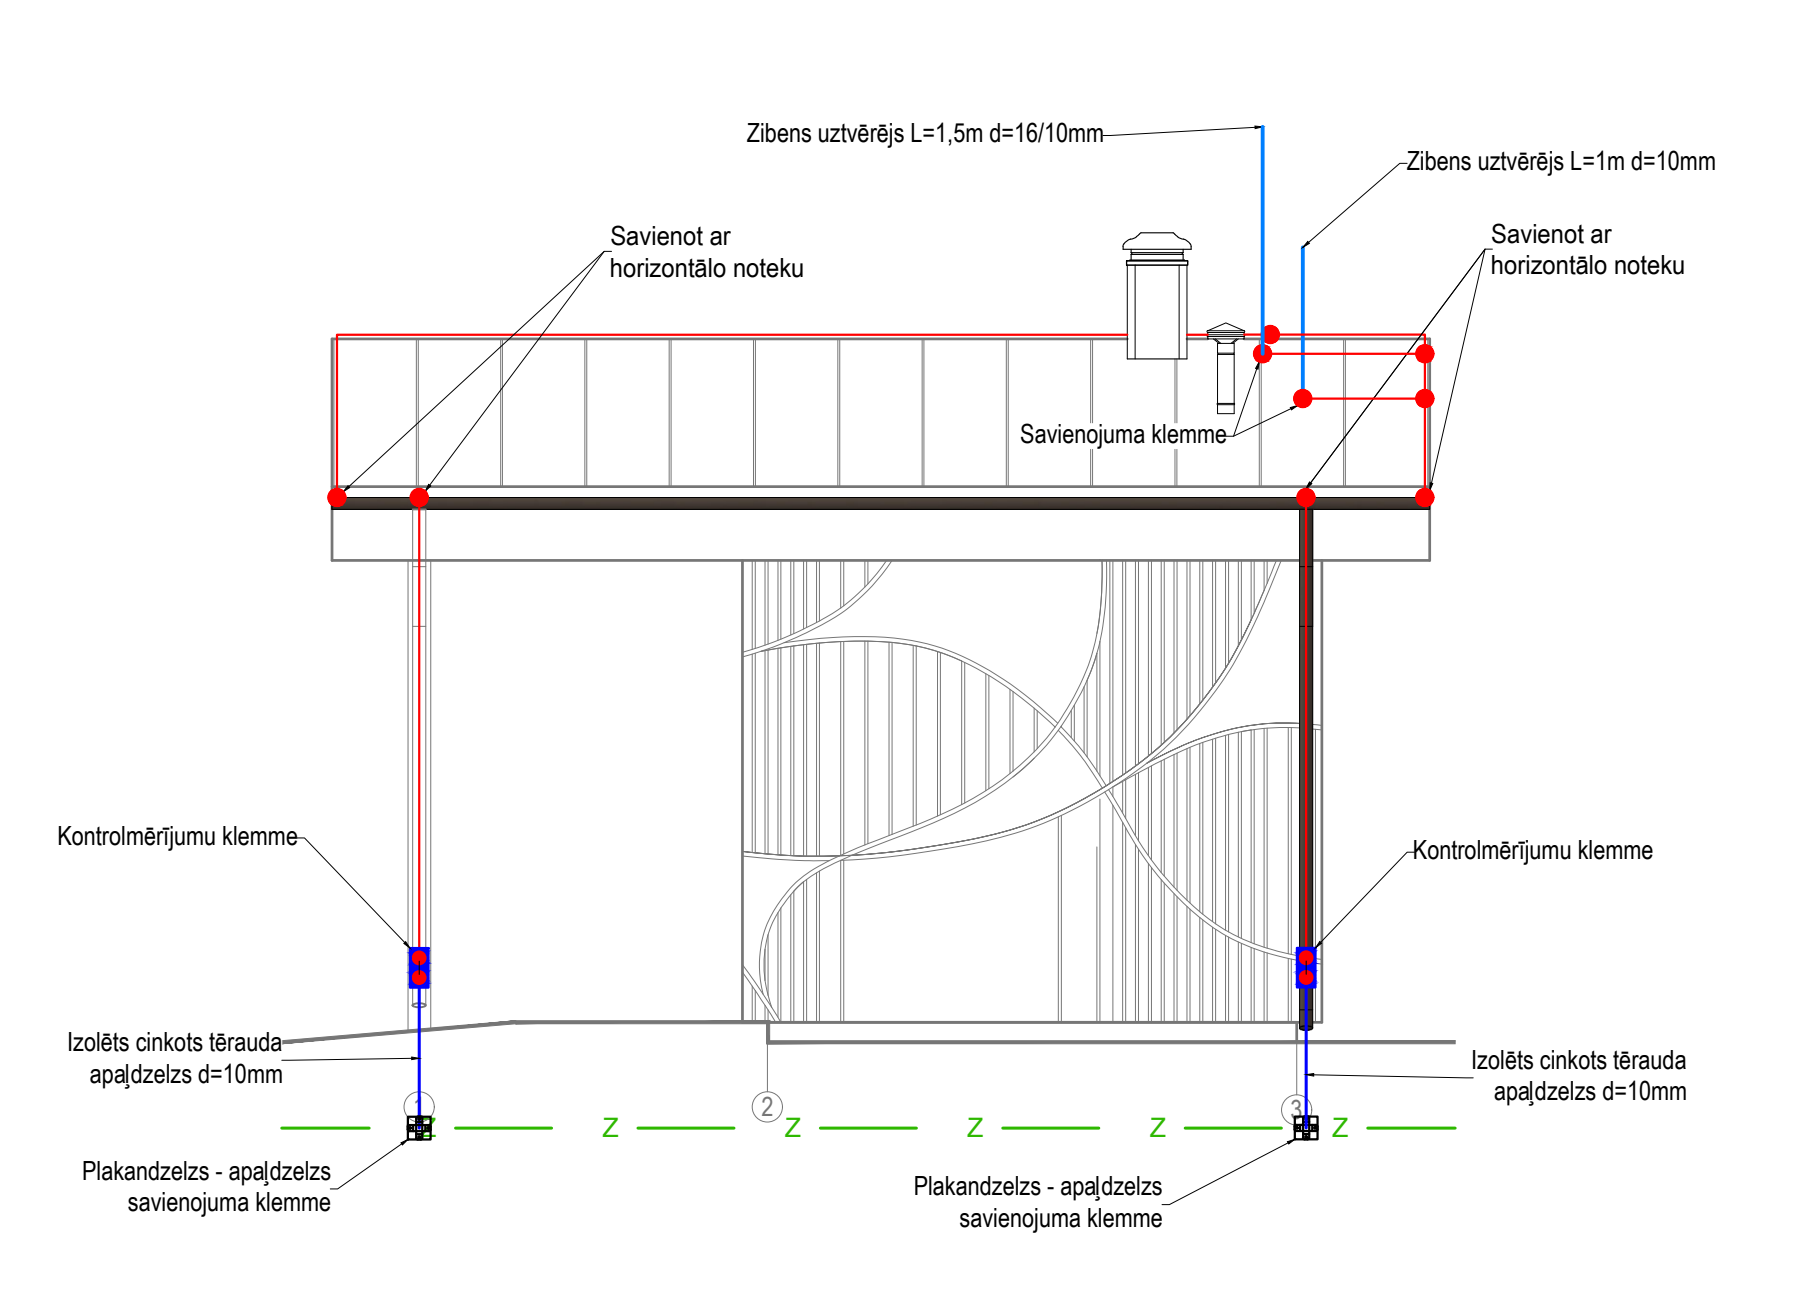 Zibens uztvērējs L=1,5m d=16/10mm
Zibens uztvērējs L=1m d=10mm
Savienot ar
horizontālo noteku
Savienot ar
horizontālo noteku
Savienojuma klemme
Kontrolmērījumu klemme
Kontrolmērījumu klemme
Izolēts cinkots tērauda
apaļdzelzs d=10mm
Izolēts cinkots tērauda
apaļdzelzs d=10mm
1
2
3
Z Z Z Z Z Z
Plakandzelzs - apaļdzelzs
savienojuma klemme
Plakandzelzs - apaļdzelzs
savienojuma klemme